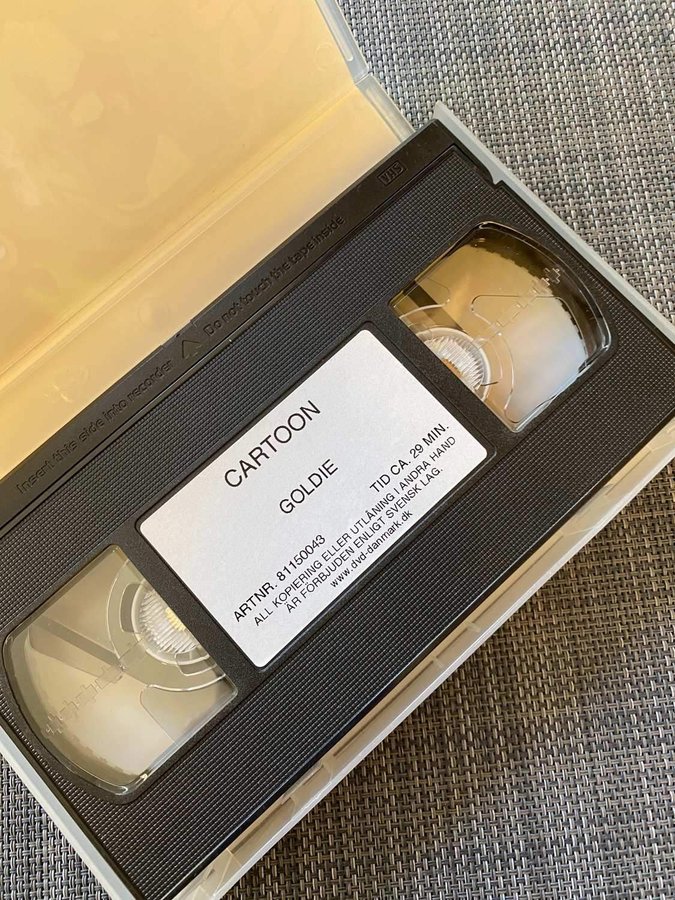 VHS
Insert this side into recorder ⚠ Do not touch the tape inside
CARTOON
GOLDIE
ARTNR. 81150043 TID CA. 29 MIN.
ALL KOPIERING ELLER UTLÅNING I ANDRA HAND
ÄR FÖRBJUDEN ENLIGT SVENSK LAG.
www.dvd-danmark.dk